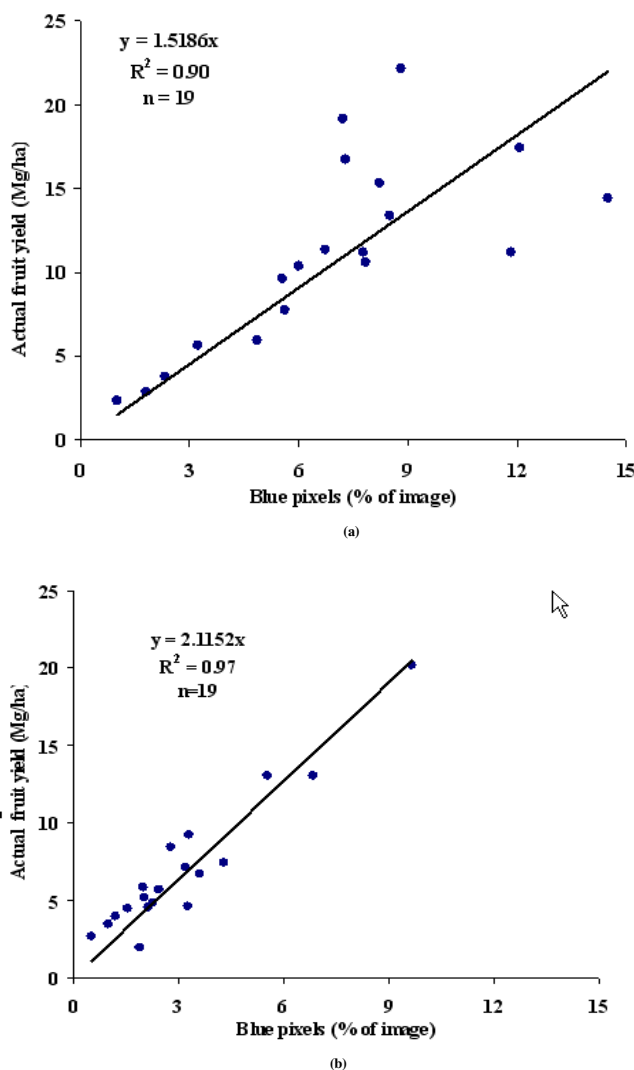 25
y = 1.5186x
R² = 0.90
n = 19
20
15
10
5
0
Actual fruit yield (Mg/ha)
0 3 6 9 12 15
Blue pixels (% of image)
(a)
25
y = 2.1152x
R² = 0.97
n=19
20
15
10
5
0
Actual fruit yield (Mg/ha)
0 3 6 9 12 15
Blue pixels (% of image)
(b)